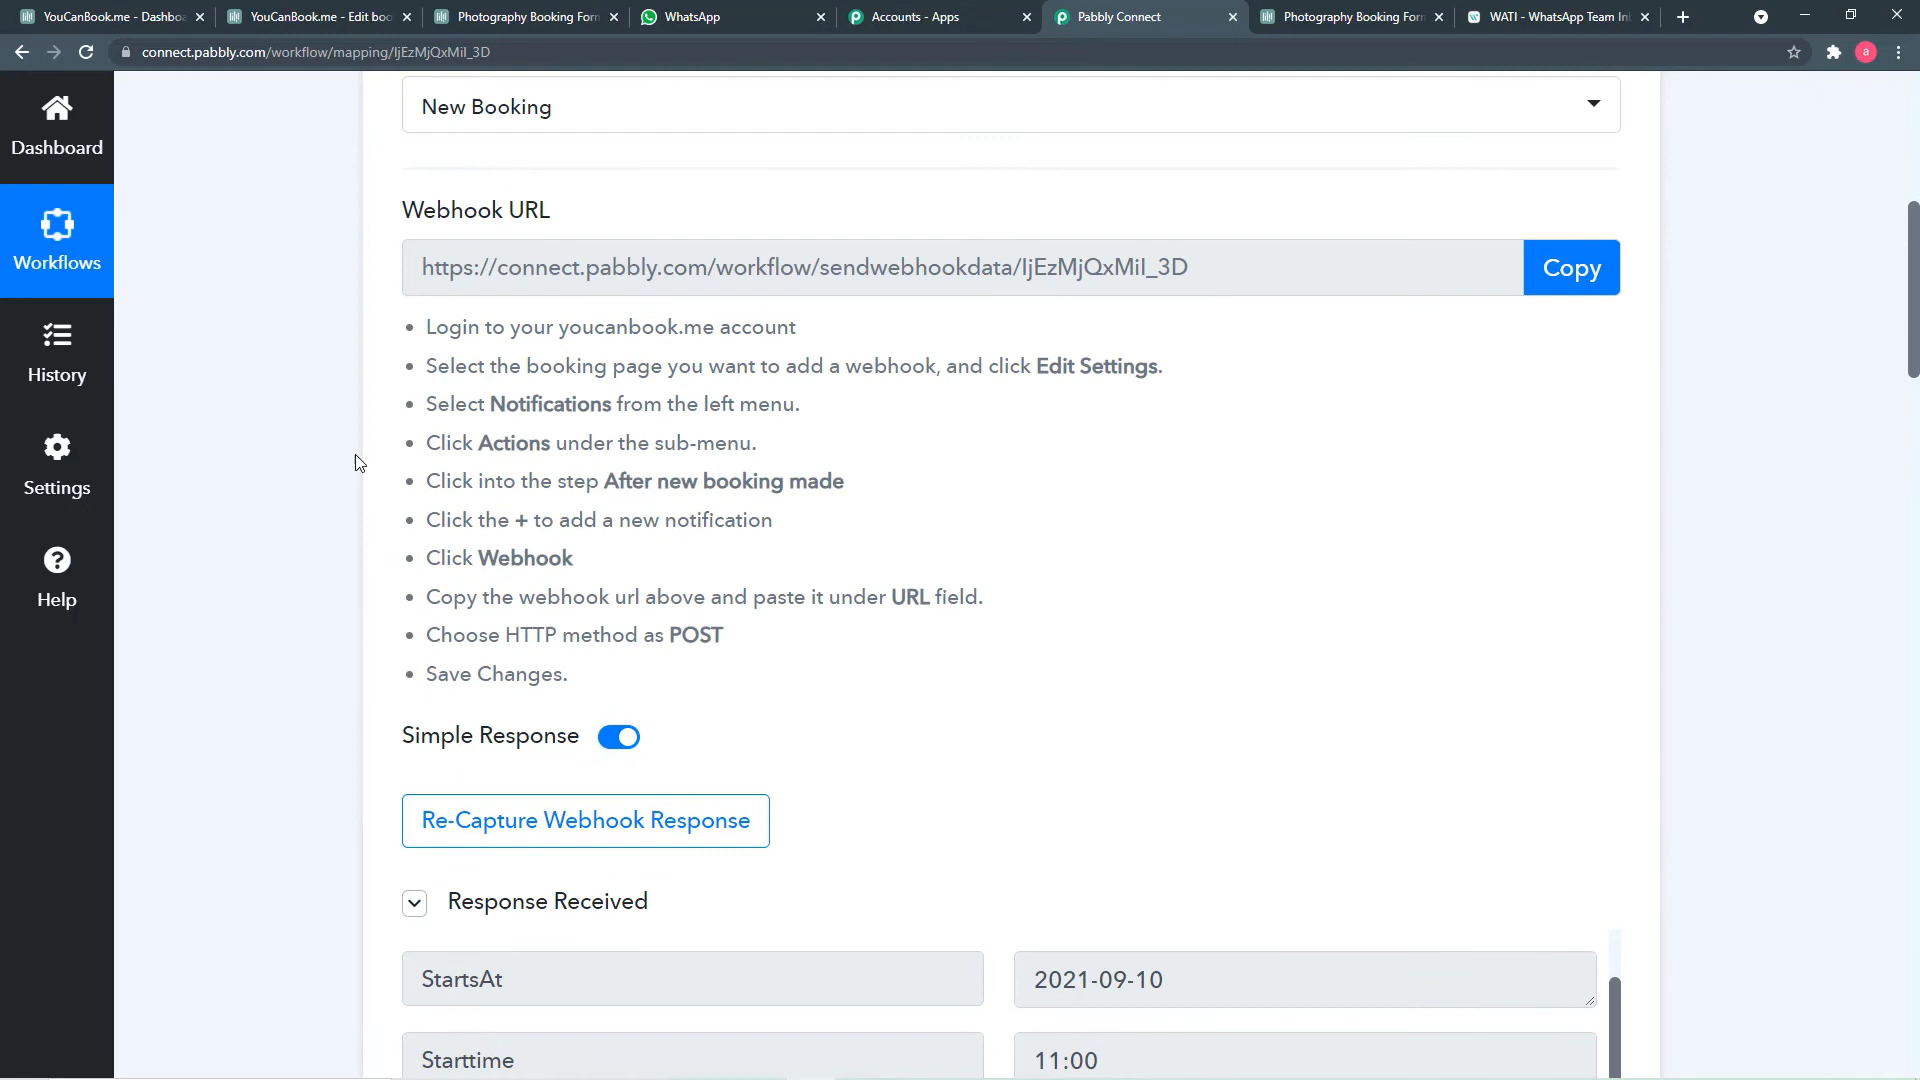 YouCanBook.me - Dashboa
YouCanBook.me - Edit boo
Photography Booking Form
WhatsApp
Accounts - Apps
Pabbly Connect
Photography Booking Form
WATI - WhatsApp Team In
connect.pabbly.com/workflow/mapping/IjEzMjQxMiI_3D
a
Dashboard
Workflows
History
Settings
Help
New Booking
Webhook URL
https://connect.pabbly.com/workflow/sendwebhookdata/IjEzMjQxMiI_3D
Copy
• Login to your youcanbook.me account
• Select the booking page you want to add a webhook, and click Edit Settings.
• Select Notifications from the left menu.
• Click Actions under the sub-menu.
• Click into the step After new booking made
• Click the + to add a new notification
• Click Webhook
• Copy the webhook url above and paste it under URL field.
• Choose HTTP method as POST
• Save Changes.
Simple Response
Re-Capture Webhook Response
Response Received
StartsAt
2021-09-10
Starttime
11:00